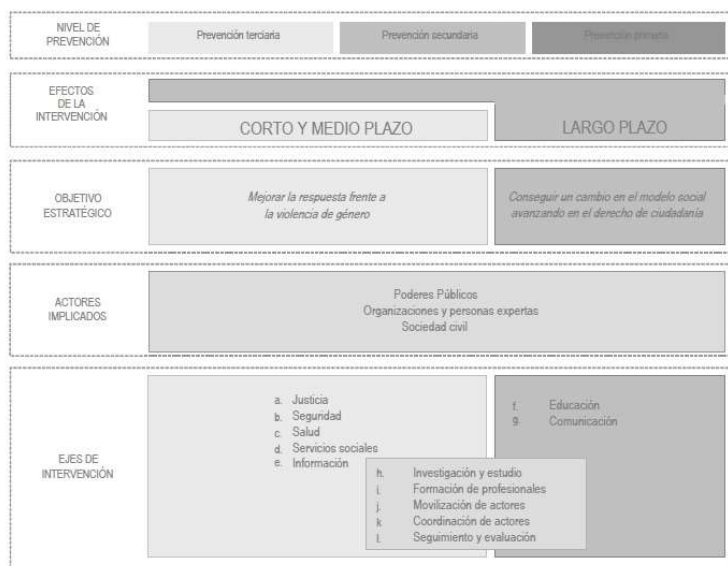 NIVEL DE
PREVENCIÓN
Prevención terciaria
Prevención secundaria
Prevención primaria
EFECTOS
DE LA
INTERVENCIÓN
CORTO Y MEDIO PLAZO
LARGO PLAZO
OBJETIVO
ESTRATÉGICO
Mejorar la respuesta frente a
la violencia de género
Conseguir un cambio en el modelo social
avanzando en el derecho de ciudadanía
ACTORES
IMPLICADOS
Poderes Públicos
Organizaciones y personas expertas
Sociedad civil
EJES DE
INTERVENCIÓN
a. Justicia
b. Seguridad
c. Salud
d. Servicios sociales
e. Información
f. Educación
g. Comunicación
h. Investigación y estudio
i. Formación de profesionales
j. Movilización de actores
k Coordinación de actores
l. Seguimiento y evaluación